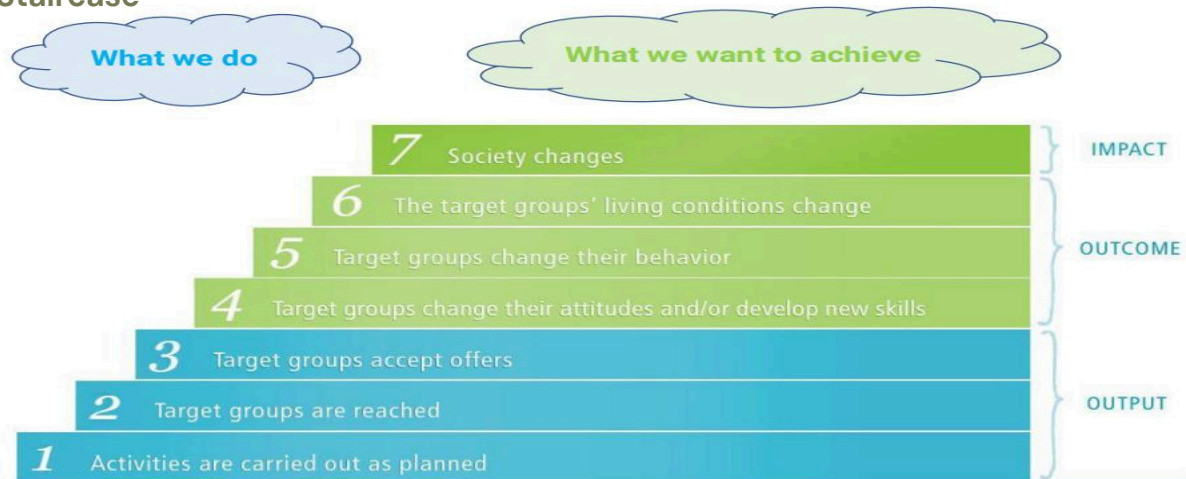 staircase
What we do
What we want to achieve
7 Society changes
IMPACT
6 The target groups' living conditions change
5 Target groups change their behavior
OUTCOME
4 Target groups change their attitudes and/or develop new skills
3 Target groups accept offers
2 Target groups are reached
OUTPUT
1 Activities are carried out as planned